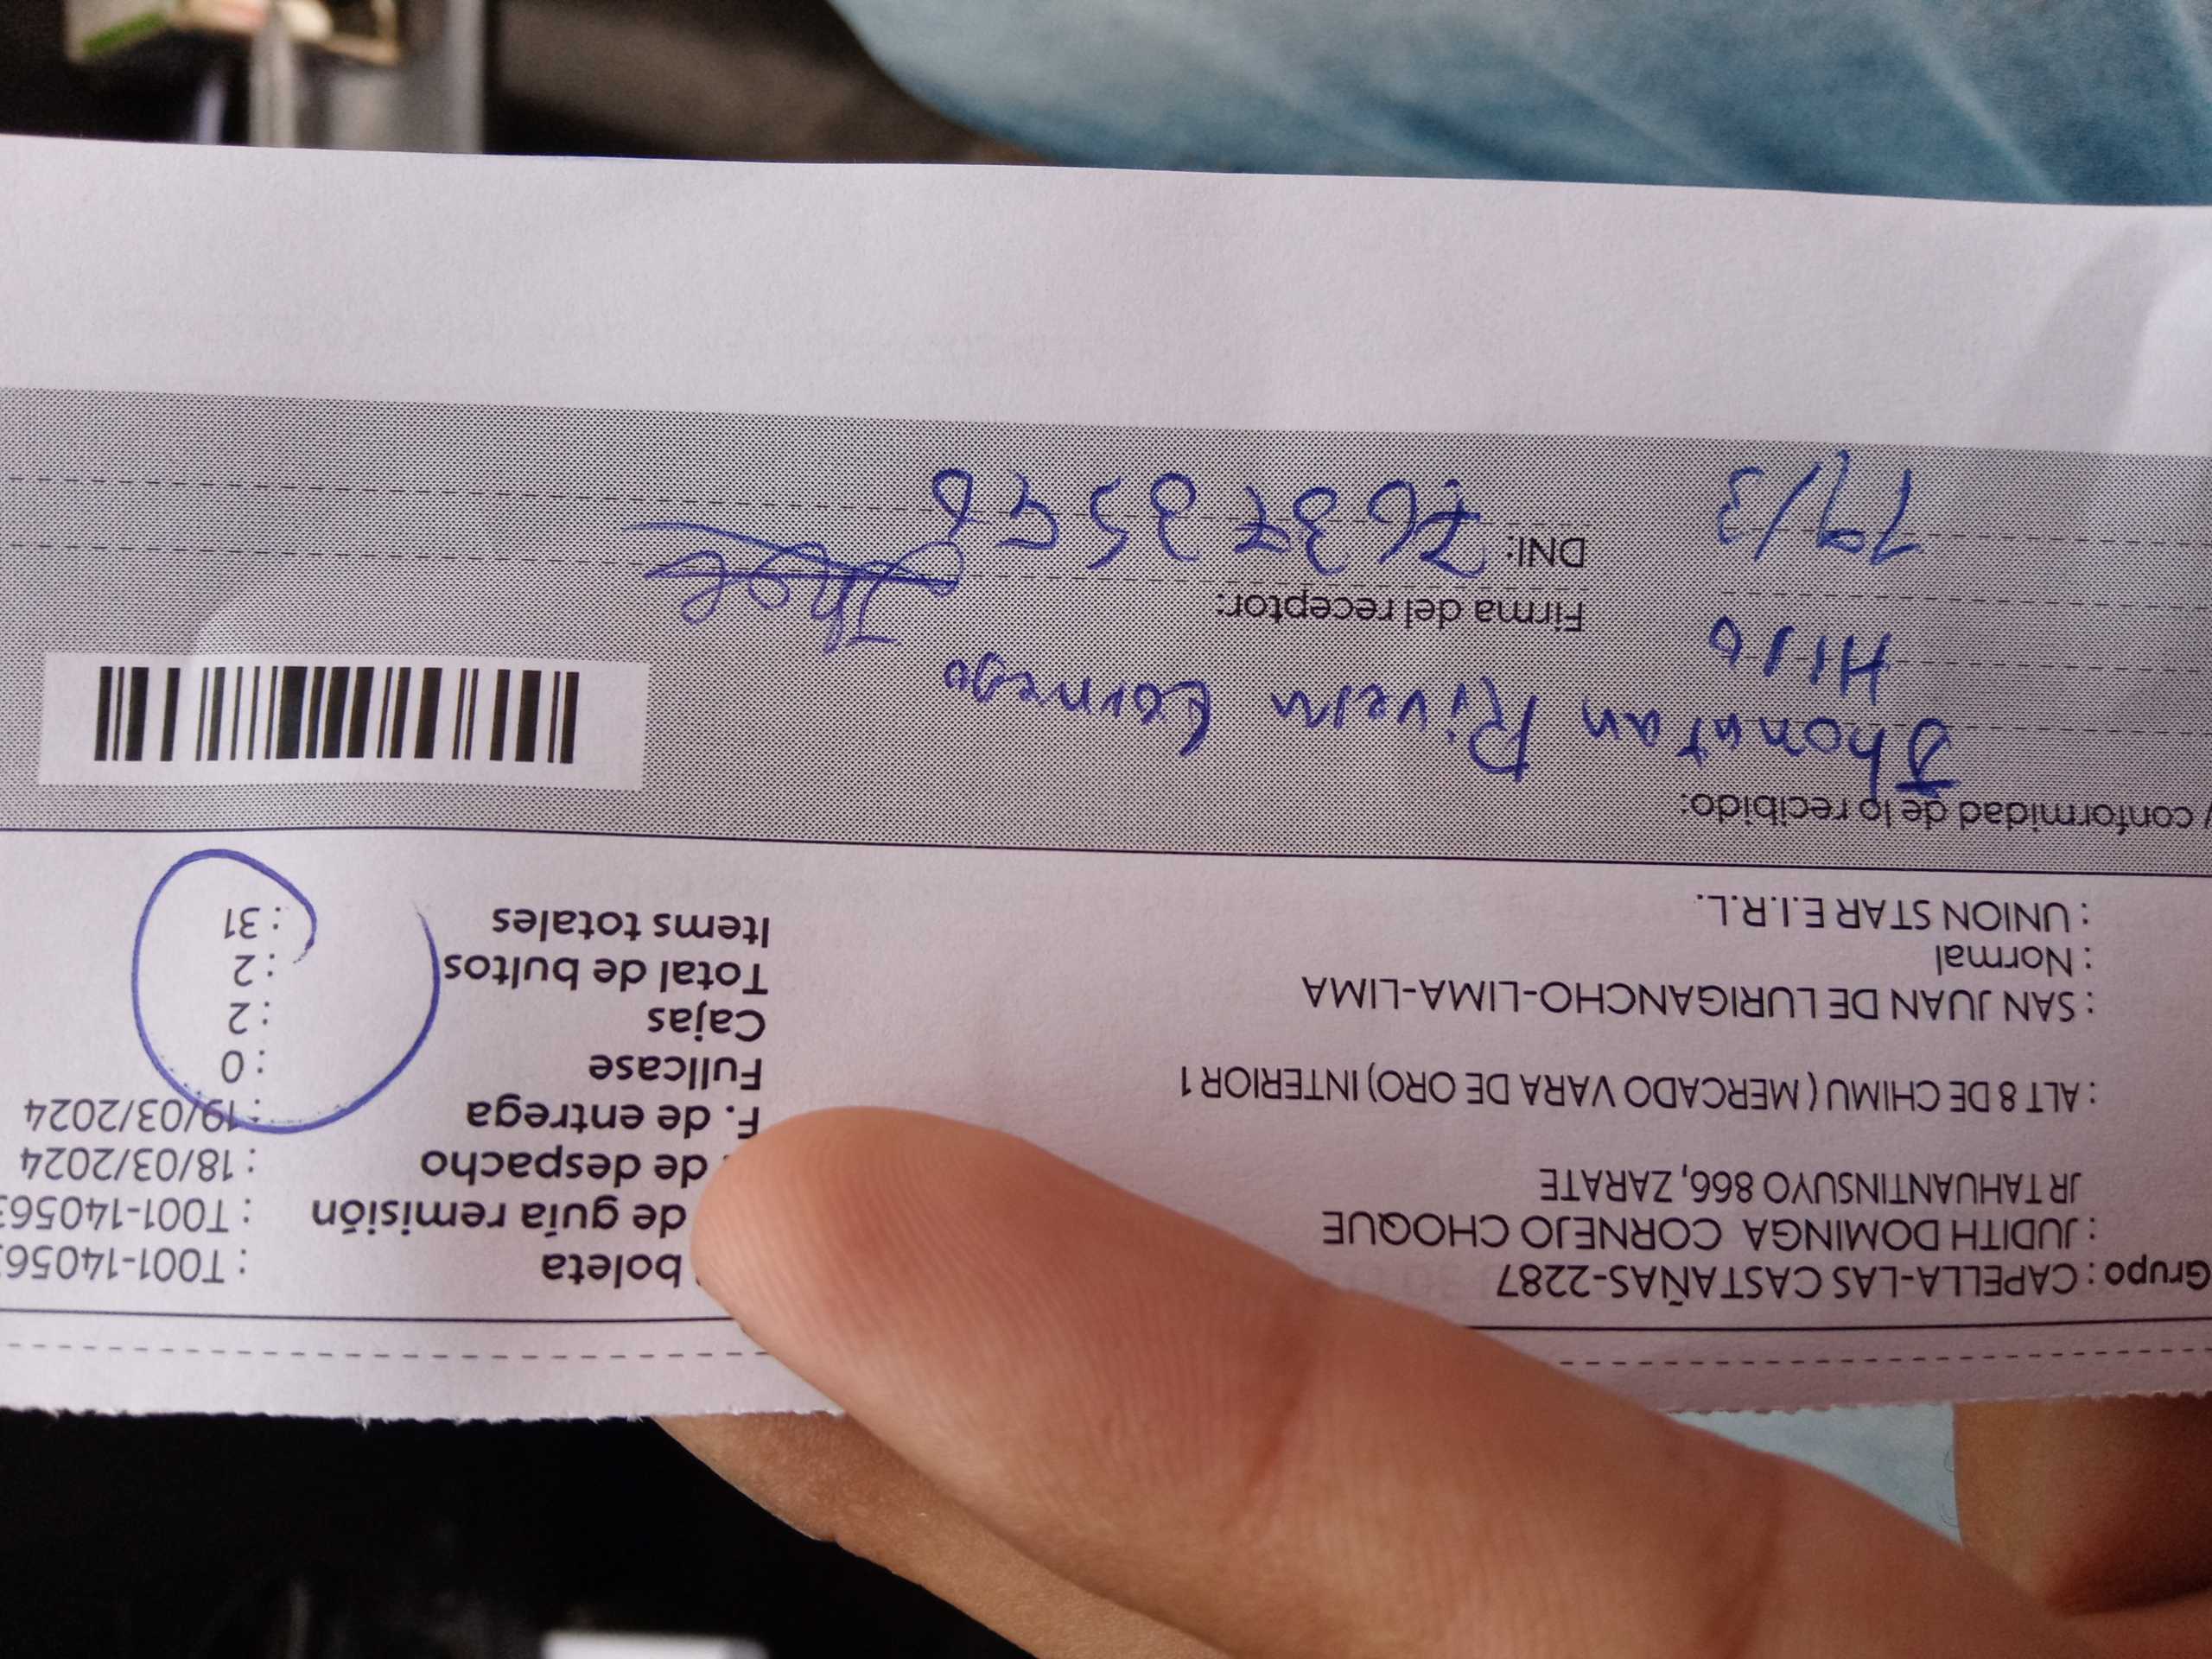 Grupo : CAPELLA-LAS CASTAÑAS-2287
: JUDITH DOMINGA CORNEJO CHOQUE
JR TAHUANTINSUYO 866, ZARATE
: ALT 8 DE CHIMU ( MERCADO VARA DE ORO) INTERIOR 1
: SAN JUAN DE LURIGANCHO-LIMA-LIMA
: Normal
: UNION STAR E.I.R.L.
boleta : T001-14056
de guía remisión : T001-14056
de despacho : 18/03/2024
F. de entrega : 19/03/2024
Fullcase : 0
Cajas : 2
Total de bultos : 2
Items totales : 31
conformidad de lo recibido:
Jhonatan Rivera Cornejo
Hijo
19/3
Firma del receptor:
DNI: